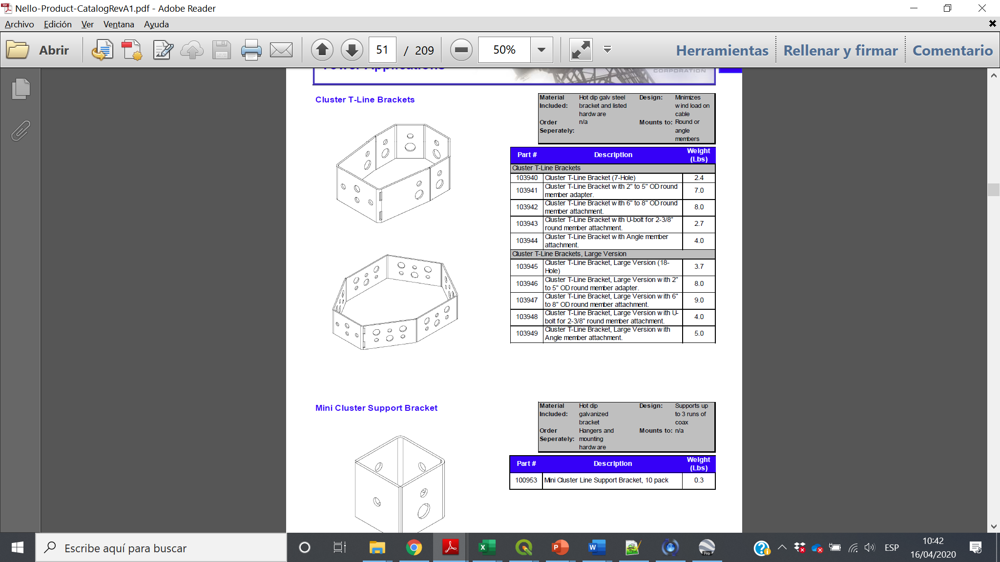 Nello-Product-CatalogRevA1.pdf - Adobe Reader
Archivo Edición Ver Ventana Ayuda
Abrir 51 / 209 50% Herramientas Rellenar y firmar Comentario
Tower Applications
CORPORATION
Cluster T-Line Brackets
Material Included: Hot dip galv steel bracket and listed hardware Design: Minimizes wind load on cable
Order Seperately: n/a Mounts to: Round or angle members
Part # Description Weight (Lbs)
Cluster T-Line Brackets
103940 Cluster T-Line Bracket (7-Hole) 2.4
103941 Cluster T-Line Bracket with 2" to 5" OD round member adapter. 7.0
103942 Cluster T-Line Bracket with 6" to 8" OD round member attachment. 8.0
103943 Cluster T-Line Bracket with U-bolt for 2-3/8" round member attachment. 2.7
103944 Cluster T-Line Bracket with Angle member attachment. 4.0
Cluster T-Line Brackets, Large Version
103945 Cluster T-Line Bracket, Large Version (18-Hole) 3.7
103946 Cluster T-Line Bracket, Large Version with 2" to 5" OD round member adapter. 8.0
103947 Cluster T-Line Bracket, Large Version with 6" to 8" OD round member attachment. 9.0
103948 Cluster T-Line Bracket, Large Version with U-bolt for 2-3/8" round member attachment. 4.0
103949 Cluster T-Line Bracket, Large Version with Angle member attachment. 5.0
Mini Cluster Support Bracket
Material Included: Hot dip galvanized bracket Design: Supports up to 3 runs of coax
Order Seperately: Hangers and mounting hardware Mounts to: n/a
Part # Description Weight (Lbs)
100953 Mini Cluster Line Support Bracket, 10 pack 0.3
Escribe aquí para buscar
ESP
10:42
16/04/2020
Pro